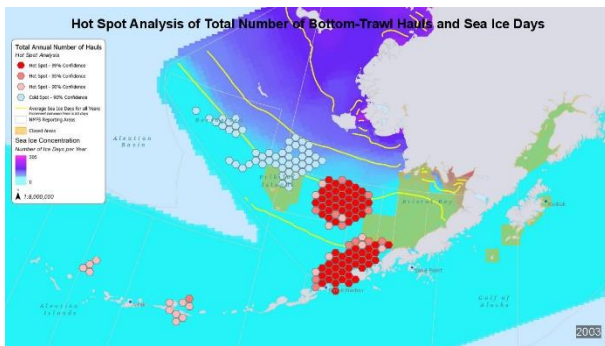 Hot Spot Analysis of Total Number of Bottom-Trawl Hauls and Sea Ice Days
Total Annual Number of Hauls
Hot Spot Analysis
Hot Spot - 99% Confidence
Hot Spot - 95% Confidence
Hot Spot - 90% Confidence
Cold Spot - 90% Confidence
Average Sea Ice Days for all Years
NMFS Reporting Areas
Closed Areas
Sea Ice Concentration
Number of Ice Days per Year
0
1:8,000,000
Aleutian
Basin
Pribilof
Islands
Bristol Bay
Kodiak
Gulf of
Alaska
Aleutian
Islands
2003